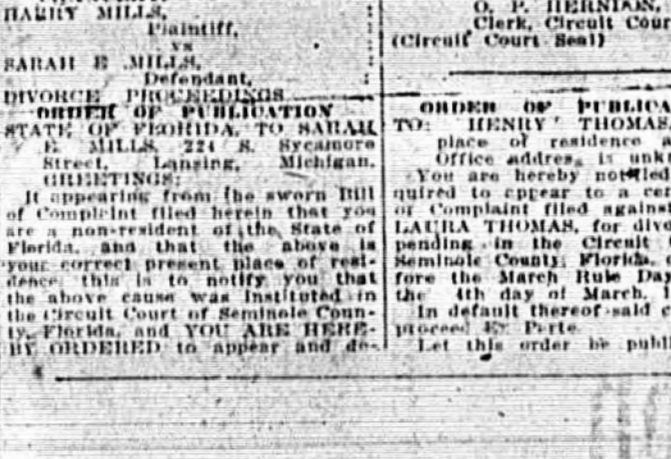 HARRY MILLS,
Plaintiff,
vs
SARAH E MILLS,
Defendant,
DIVORCE PROCEEDINGS
ORDER OF PUBLICATION
STATE OF FLORIDA, TO SARAH
E. MILLS, 224 S. Sycamore
Street, Lansing, Michigan.
GREETINGS:
It appearing from the sworn Bill
of Complaint filed herein that you
are a non-resident of the State of
Florida, and that the above is
your correct present place of resi-
dence this is to notify you that
the above cause was instituted in
the Circuit Court of Seminole Coun-
ty, Florida, and YOU ARE HERE-
BY ORDERED to appear and de-
O. P. HERNDON,
Clerk, Circuit Cour
(Circuit Court Seal)
ORDER OF PUBLICA
TO: HENRY THOMAS,
place of residence a
Office addres, is unk
You are hereby notified
quired to appear to a cer
of Complaint filed agains
LAURA THOMAS, for divo
pending in the Circuit
Seminole County, Florida,
fore the March Rule Day
the 4th day of March,
In default thereof said c
proceed Ex Parte.
Let this order be publi